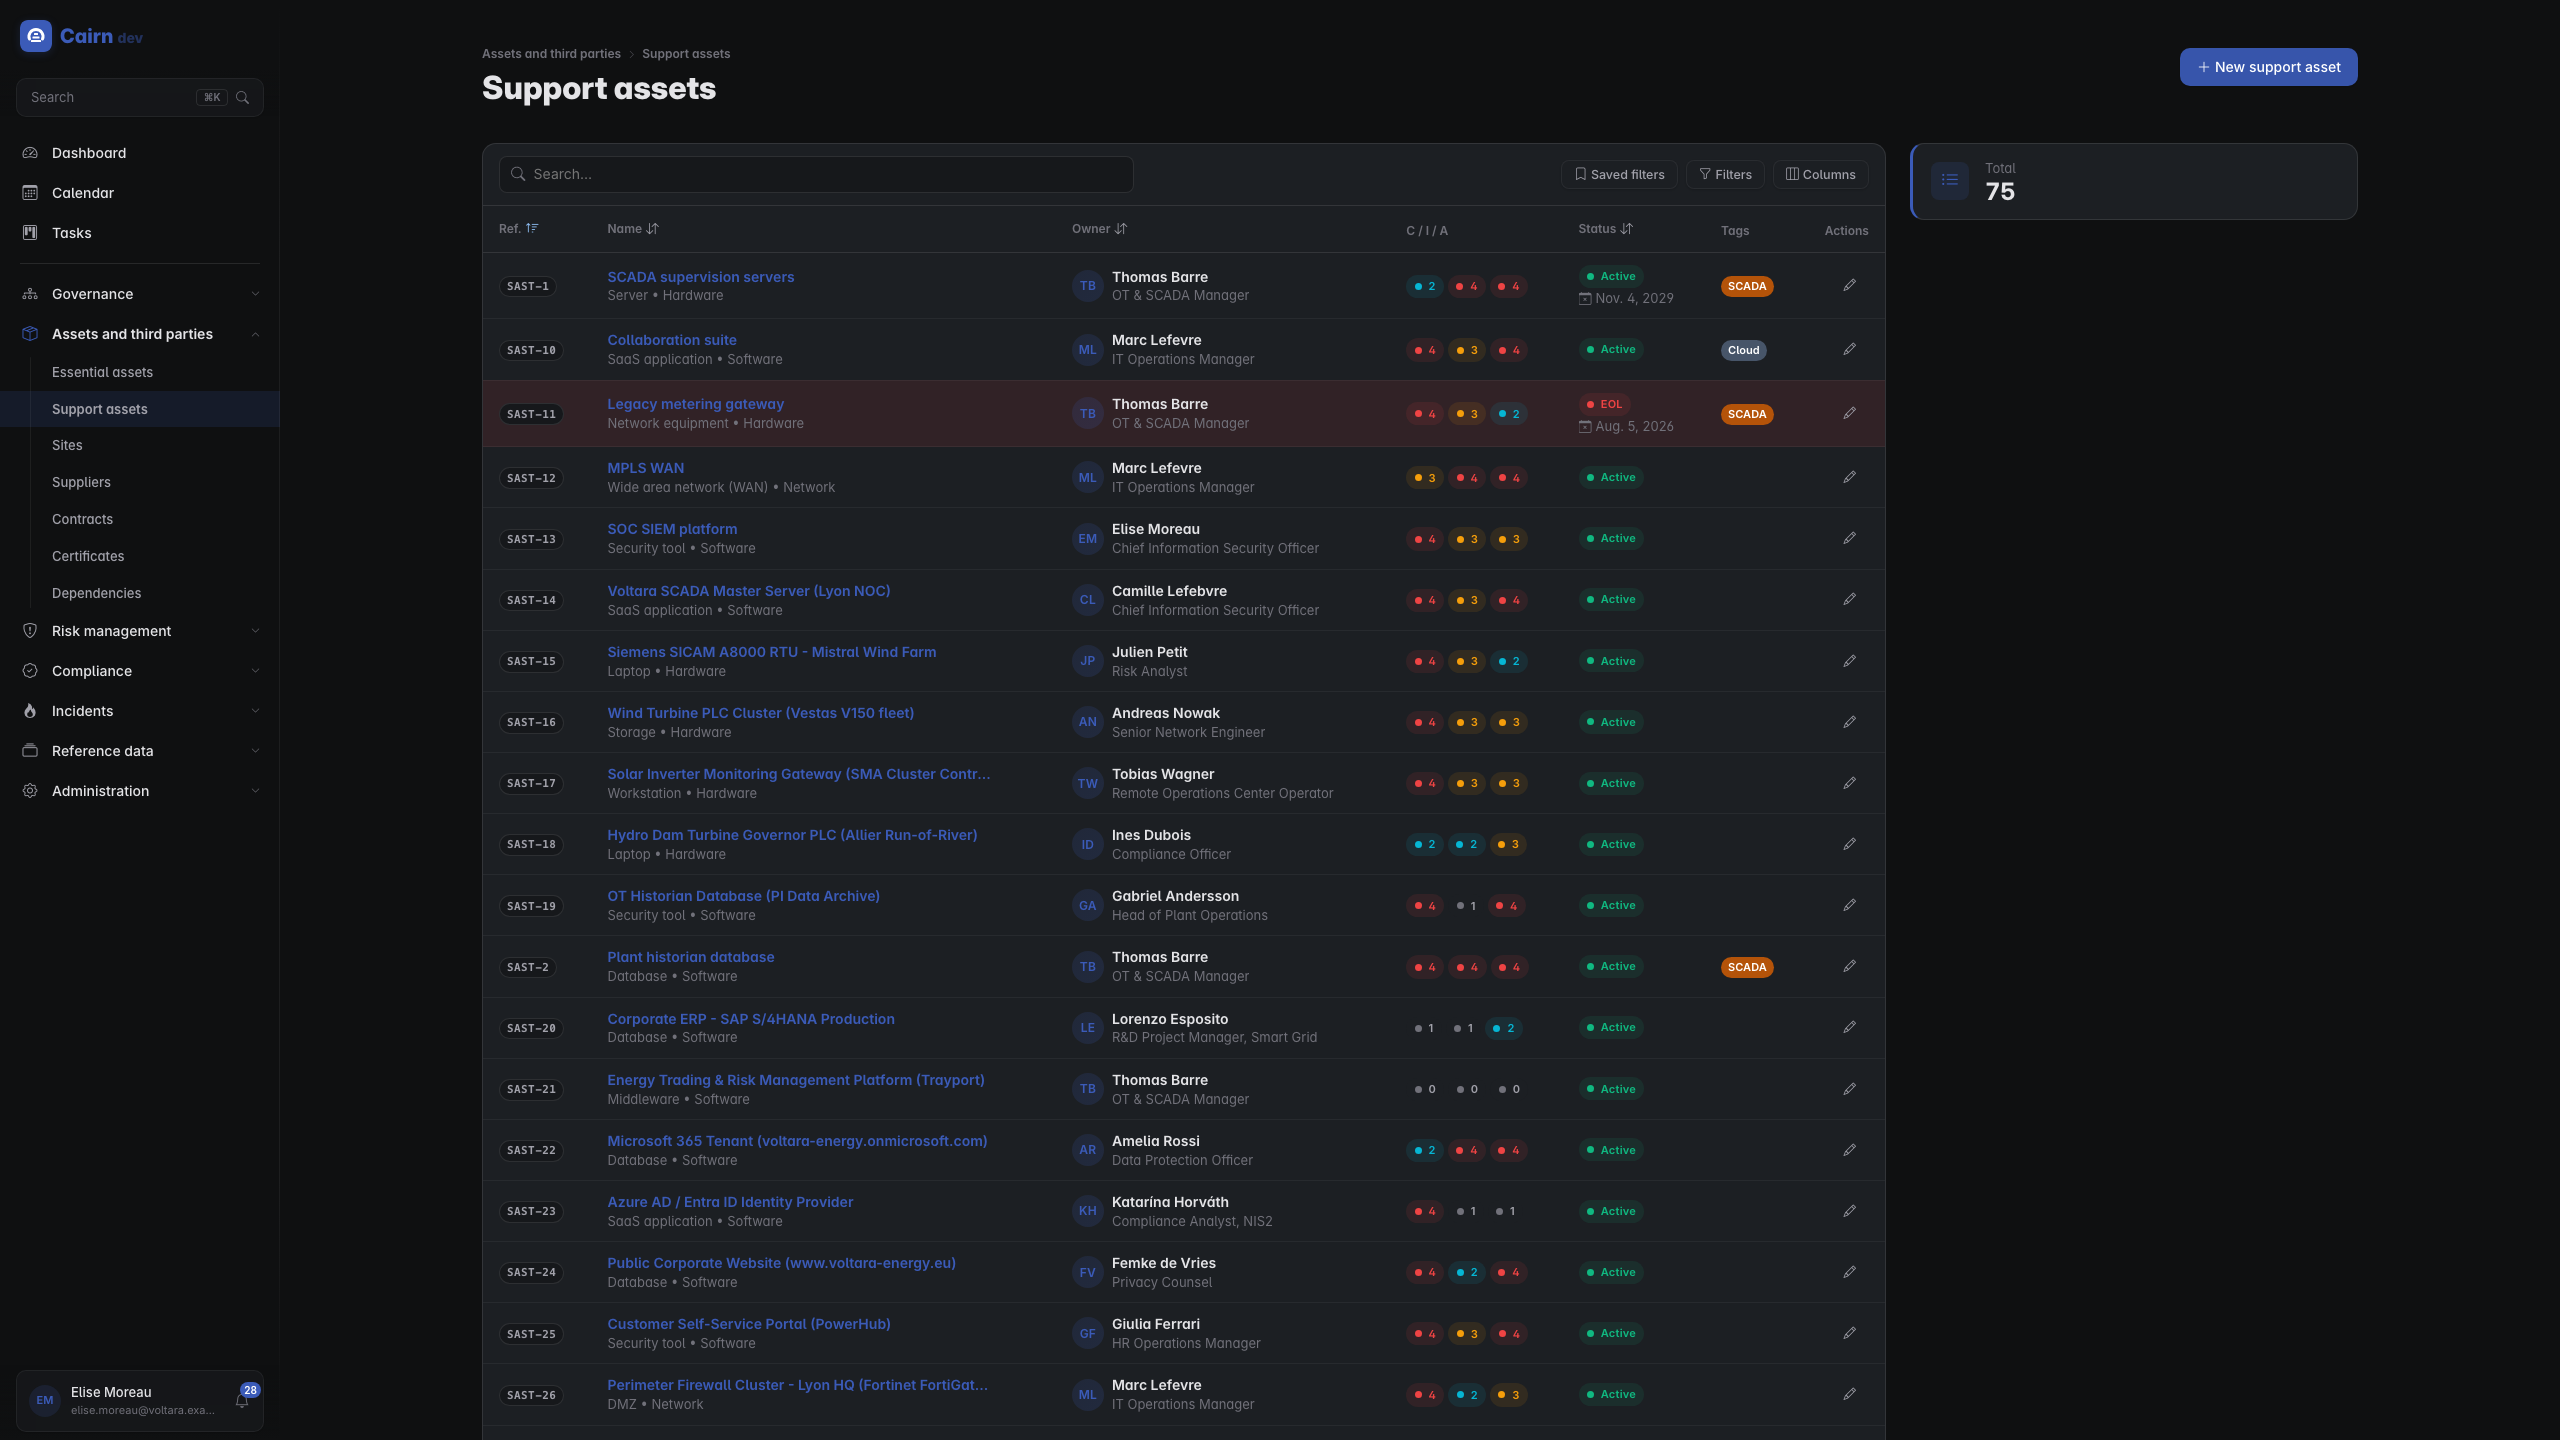 Cairn dev
Search ⌘K
Dashboard
Calendar
Tasks
Governance
Assets and third parties
Essential assets
Support assets
Sites
Suppliers
Contracts
Certificates
Dependencies
Risk management
Compliance
Incidents
Reference data
Administration
EM Elise Moreau 28
elise.moreau@voltara.exa...
Assets and third parties › Support assets
Support assets
+ New support asset
Search... Saved filters Filters Columns
Total
75
Ref. Name Owner C / I / A Status Tags Actions
SAST-1 SCADA supervision servers TB Thomas Barre 2 4 4 Active SCADA
Server • Hardware OT & SCADA Manager Nov. 4, 2029
SAST-10 Collaboration suite ML Marc Lefevre 4 3 4 Active Cloud
SaaS application • Software IT Operations Manager
SAST-11 Legacy metering gateway TB Thomas Barre 4 3 2 EOL SCADA
Network equipment • Hardware OT & SCADA Manager Aug. 5, 2026
SAST-12 MPLS WAN ML Marc Lefevre 3 4 4 Active
Wide area network (WAN) • Network IT Operations Manager
SAST-13 SOC SIEM platform EM Elise Moreau 4 3 3 Active
Security tool • Software Chief Information Security Officer
SAST-14 Voltara SCADA Master Server (Lyon NOC) CL Camille Lefebvre 4 3 4 Active
SaaS application • Software Chief Information Security Officer
SAST-15 Siemens SICAM A8000 RTU - Mistral Wind Farm JP Julien Petit 4 3 2 Active
Laptop • Hardware Risk Analyst
SAST-16 Wind Turbine PLC Cluster (Vestas V150 fleet) AN Andreas Nowak 4 3 3 Active
Storage • Hardware Senior Network Engineer
SAST-17 Solar Inverter Monitoring Gateway (SMA Cluster Contr... TW Tobias Wagner 4 3 3 Active
Workstation • Hardware Remote Operations Center Operator
SAST-18 Hydro Dam Turbine Governor PLC (Allier Run-of-River) ID Ines Dubois 2 2 3 Active
Laptop • Hardware Compliance Officer
SAST-19 OT Historian Database (PI Data Archive) GA Gabriel Andersson 4 1 4 Active
Security tool • Software Head of Plant Operations
SAST-2 Plant historian database TB Thomas Barre 4 4 4 Active SCADA
Database • Software OT & SCADA Manager
SAST-20 Corporate ERP - SAP S/4HANA Production LE Lorenzo Esposito 1 1 2 Active
Database • Software R&D Project Manager, Smart Grid
SAST-21 Energy Trading & Risk Management Platform (Trayport) TB Thomas Barre 0 0 0 Active
Middleware • Software OT & SCADA Manager
SAST-22 Microsoft 365 Tenant (voltara-energy.onmicrosoft.com) AR Amelia Rossi 2 4 4 Active
Database • Software Data Protection Officer
SAST-23 Azure AD / Entra ID Identity Provider KH Katarína Horváth 4 1 1 Active
SaaS application • Software Compliance Analyst, NIS2
SAST-24 Public Corporate Website (www.voltara-energy.eu) FV Femke de Vries 4 2 4 Active
Database • Software Privacy Counsel
SAST-25 Customer Self-Service Portal (PowerHub) GF Giulia Ferrari 4 3 4 Active
Security tool • Software HR Operations Manager
SAST-26 Perimeter Firewall Cluster - Lyon HQ (Fortinet FortiGat... ML Marc Lefevre 4 2 3 Active
DMZ • Network IT Operations Manager